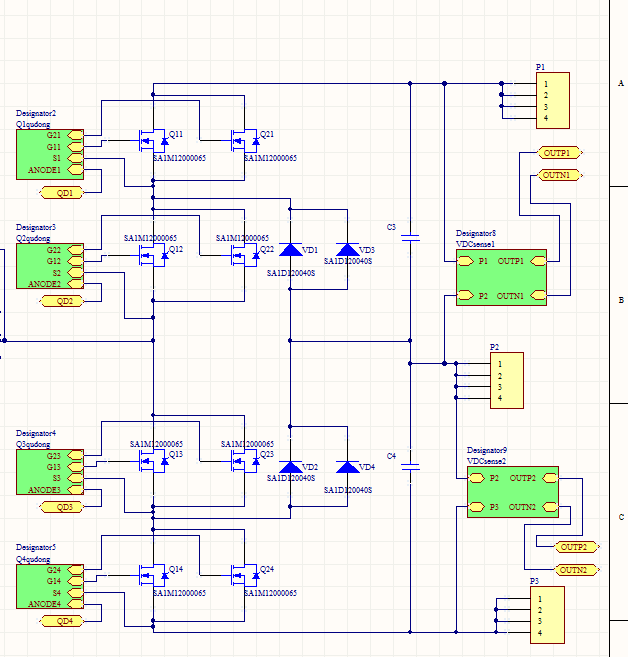 P1
A
1
2
3
4
Designator2
Q1qudong
G21
G11
S1
ANODE1
QD1
Q11
SA1M12000065
Q21
SA1M12000065
OUTP1
OUTN1
Designator3
Q2qudong
G22
G12
S2
ANODE2
QD2
SA1M12000065
Q12
SA1M12000065
Q22
VD1
SA1D120040S
VD3
SA1D120040S
C3
Designator8
VDCsense1
P1 OUTP1
P2 OUTN1
B
P2
1
2
3
4
Designator4
Q3qudong
G23
G13
S3
ANODE3
QD3
SA1M12000065
Q13
SA1M12000065
Q23
VD2
SA1D120040S
VD4
SA1D120040S
C4
Designator9
VDCsense2
P2 OUTP2
P3 OUTN2
C
OUTP2
OUTN2
Designator5
Q4qudong
G24
G14
S4
ANODE4
QD4
Q14
SA1M12000065
Q24
SA1M12000065
P3
1
2
3
4